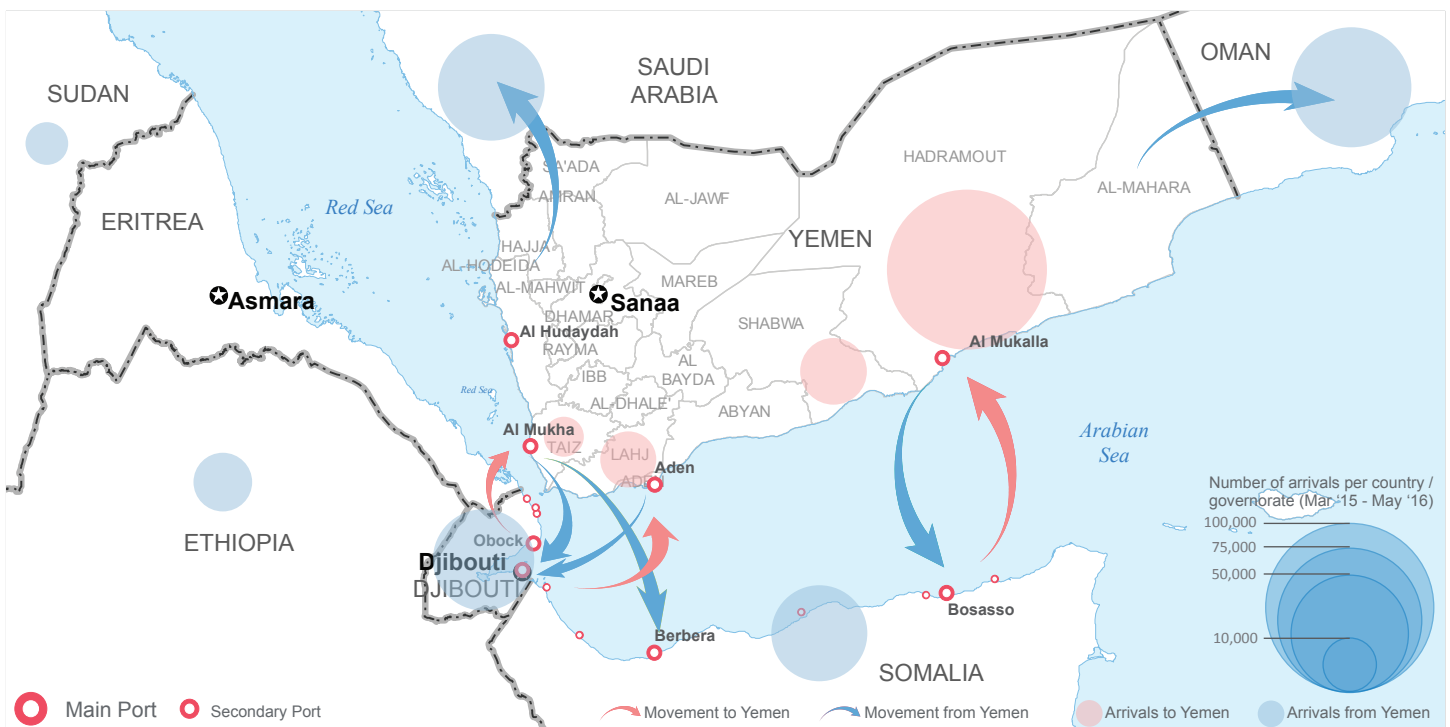 SUDAN
SAUDI
ARABIA
OMAN
HADRAMOUT
SA'ADA
AL-MAHARA
AMRAN
AL-JAWF
Red Sea
ERITREA
YEMEN
HAJJA
AL-HODEIDA
AL-MAHWIT
MAREB
Asmara
Sanaa
DHAMAR
SHABWA
Al Hudaydah
Al Mukalla
RAYMA
IBB
AL
BAYDA
Red Sea
AL-DHALE'
ABYAN
Al Mukha
TAIZ
Arabian
Sea
LAHJ
Aden
ADEN
Number of arrivals per country /
governorate (Mar '15 - May '16)
100,000
75,000
50,000
10,000
ETHIOPIA
Obock
Djibouti
DJIBOUTI
Bosasso
Berbera
SOMALIA
Main Port
Secondary Port
Movement to Yemen
Movement from Yemen
Arrivals to Yemen
Arrivals from Yemen